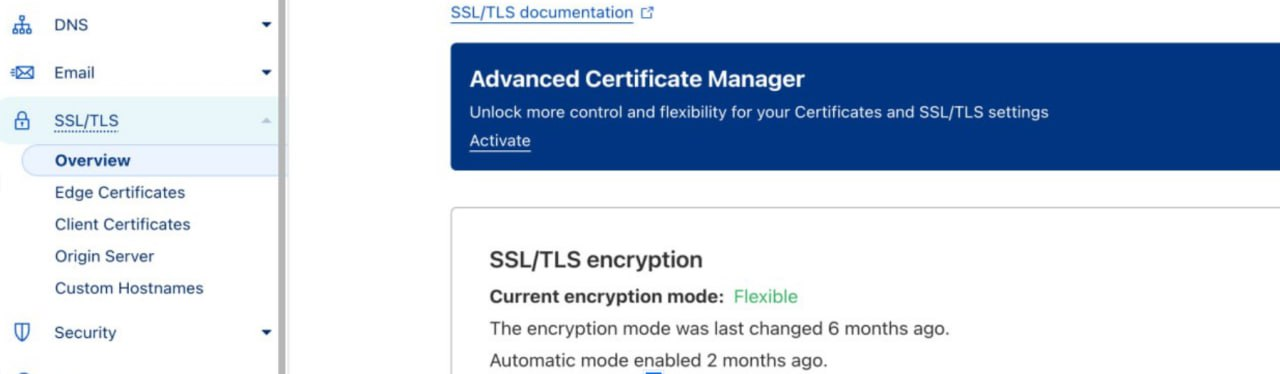 DNS
Email
SSL/TLS
Overview
Edge Certificates
Client Certificates
Origin Server
Custom Hostnames
Security
SSL/TLS documentation
Advanced Certificate Manager
Unlock more control and flexibility for your Certificates and SSL/TLS settings
Activate
SSL/TLS encryption
Current encryption mode: Flexible
The encryption mode was last changed 6 months ago.
Automatic mode enabled 2 months ago.